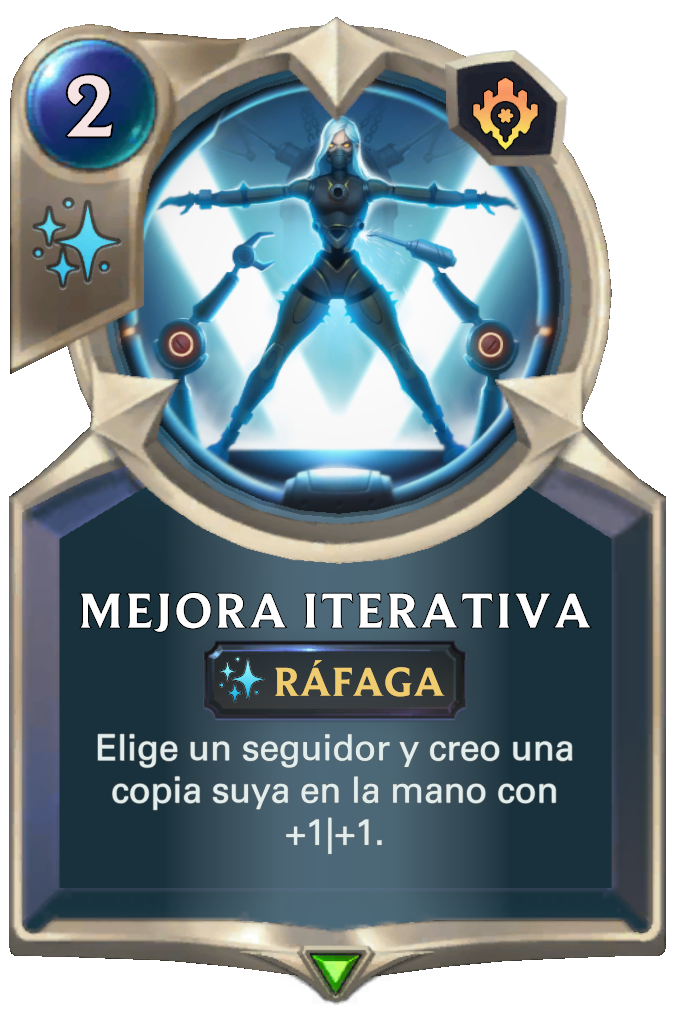 2
MEJORA ITERATIVA
RÁFAGA
Elige un seguidor y creo una
copia suya en la mano con
+1|+1.